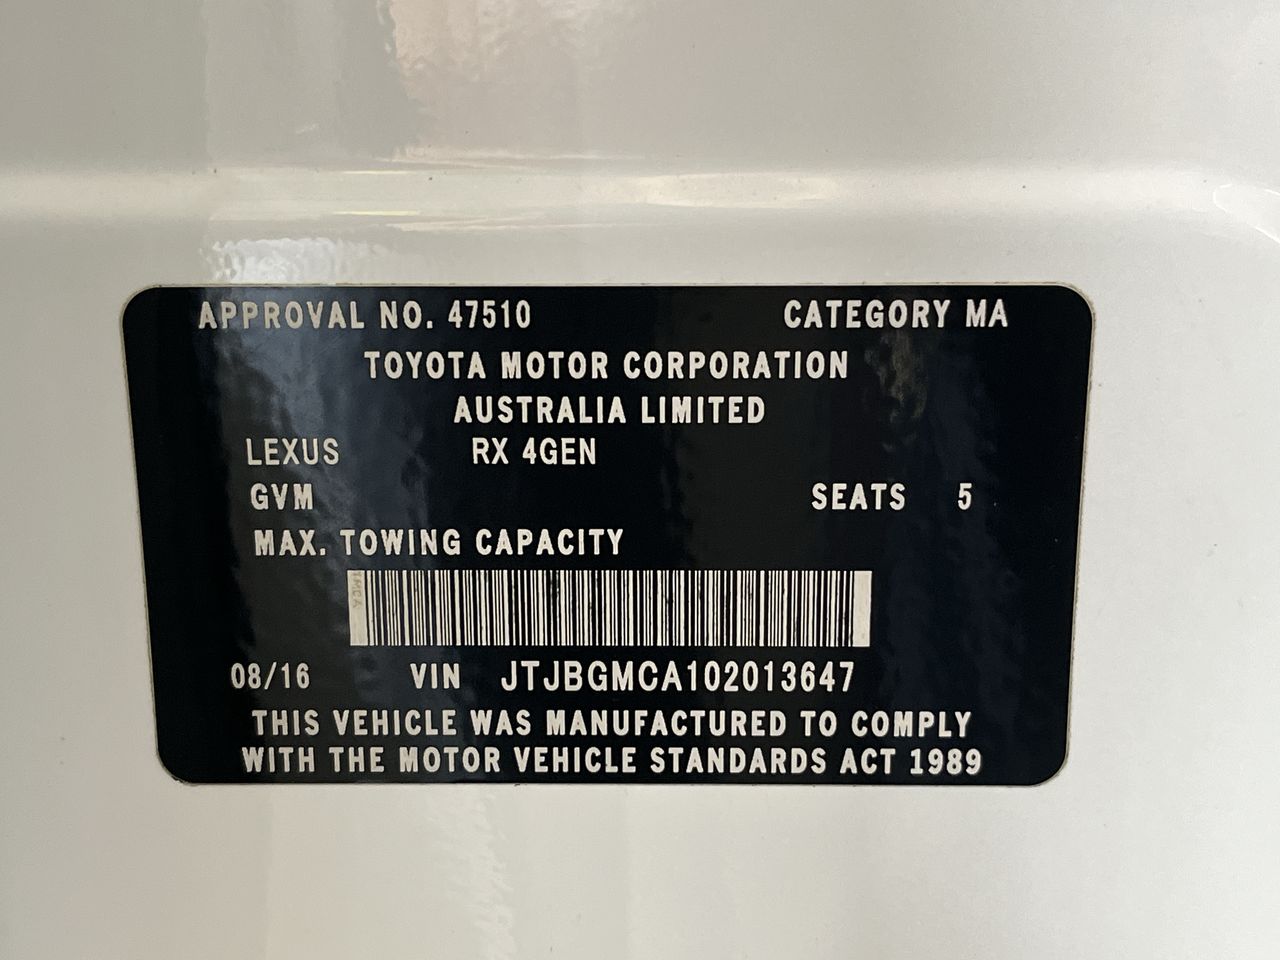 APPROVAL NO. 47510 CATEGORY MA
TOYOTA MOTOR CORPORATION
AUSTRALIA LIMITED
LEXUS RX 4GEN
GVM SEATS 5
MAX. TOWING CAPACITY
TMCA
08/16 VIN JTJBGMCA102013647
THIS VEHICLE WAS MANUFACTURED TO COMPLY
WITH THE MOTOR VEHICLE STANDARDS ACT 1989